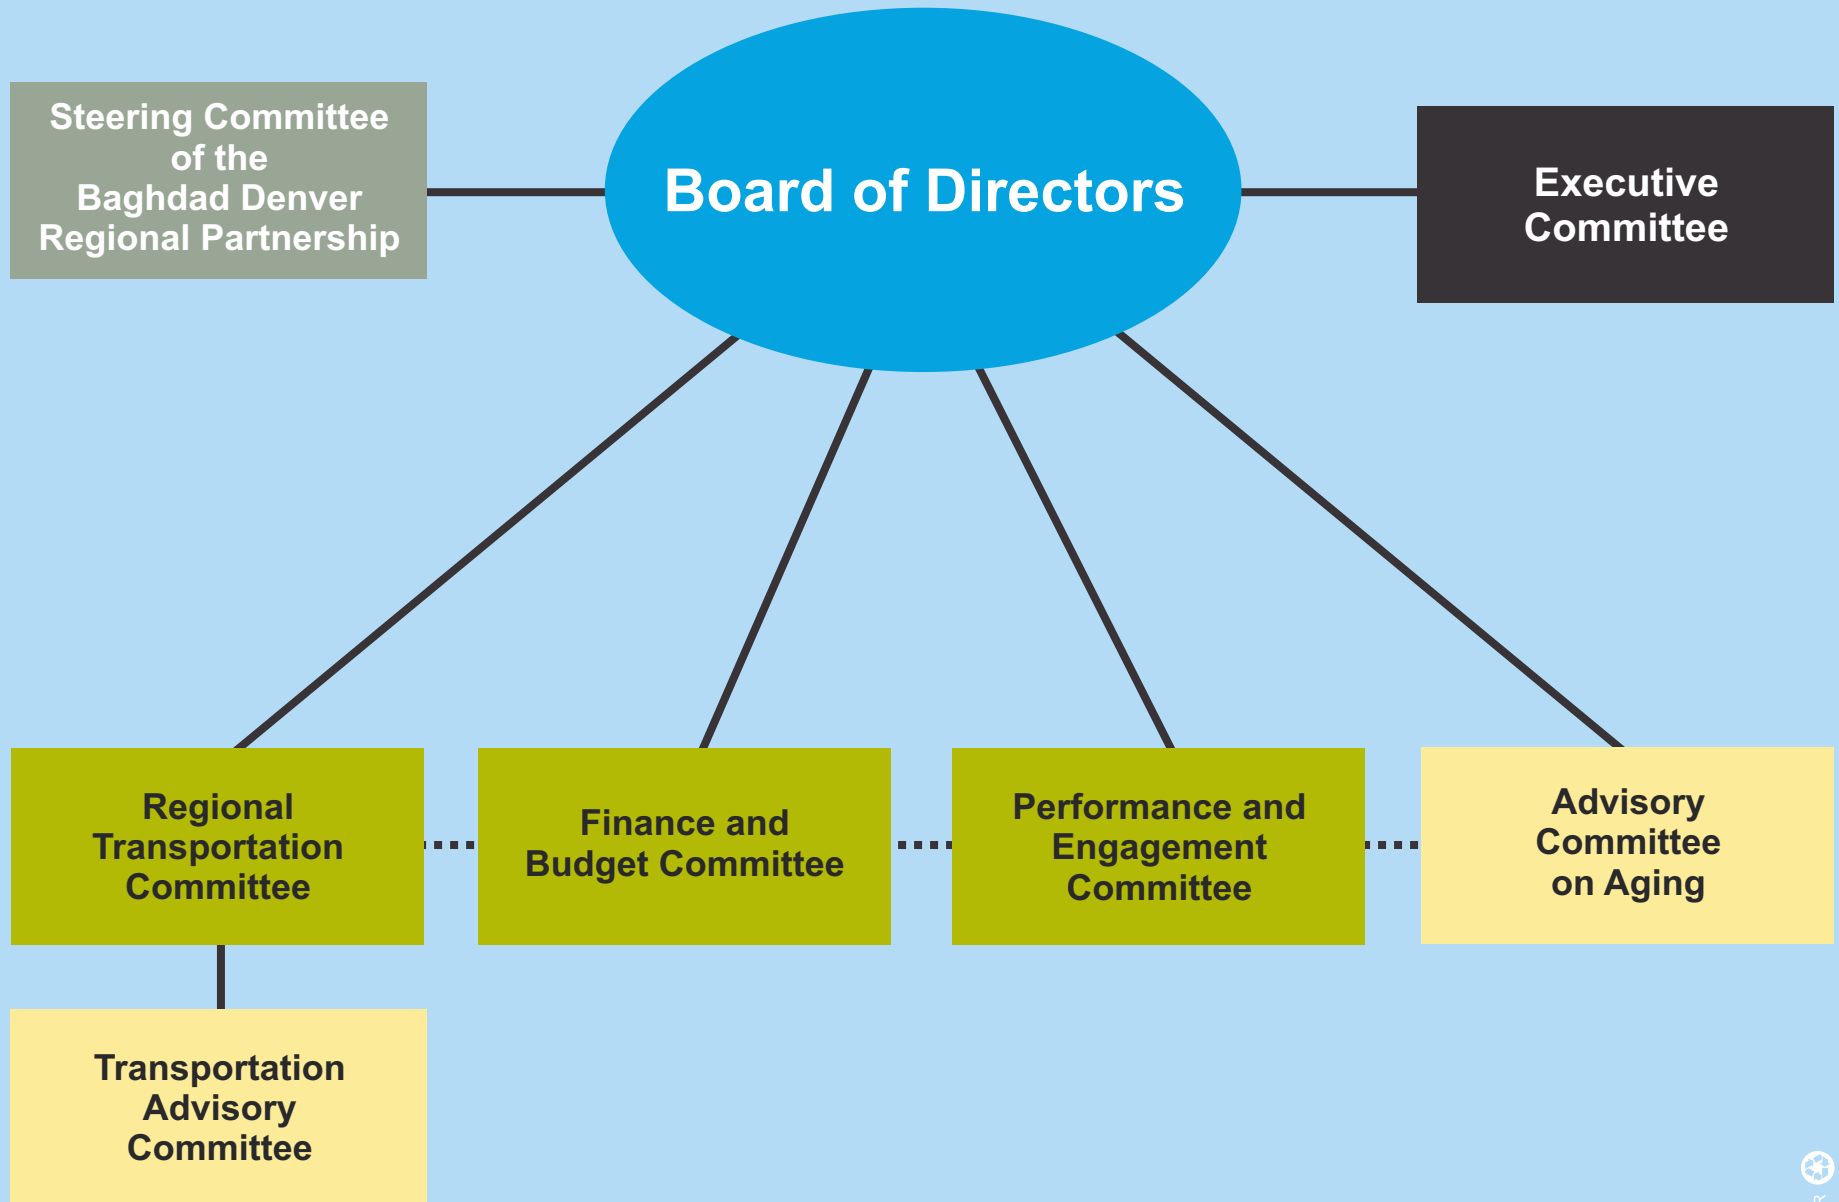 Steering Committee
of the
Baghdad Denver
Regional Partnership
Board of Directors
Executive
Committee
Regional
Transportation
Committee
Finance and
Budget Committee
Performance and
Engagement
Committee
Advisory
Committee
on Aging
Transportation
Advisory
Committee